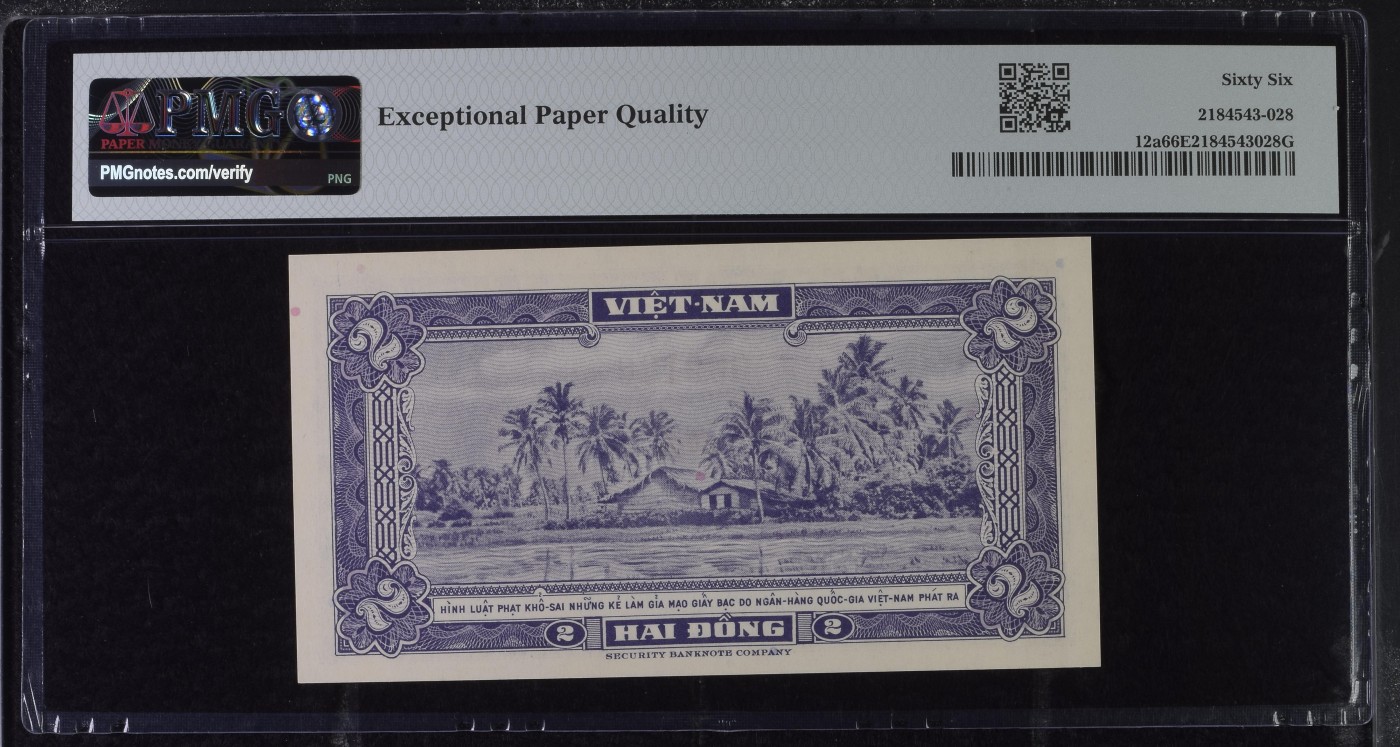 PMG
PAPER MONEY GUARANTY
PMGnotes.com/verify
PNG
Exceptional Paper Quality
Sixty Six
2184543-028
12a66E2184543028G
VIỆT-NAM
2
2
2
2
HÌNH LUẬT PHẠT KHỔ-SAI NHỮNG KẺ LÀM GIẢ MẠO GIẤY BẠC DO NGÂN-HÀNG QUỐC-GIA VIỆT-NAM PHÁT RA
2 HAI ĐỒNG 2
SECURITY BANKNOTE COMPANY